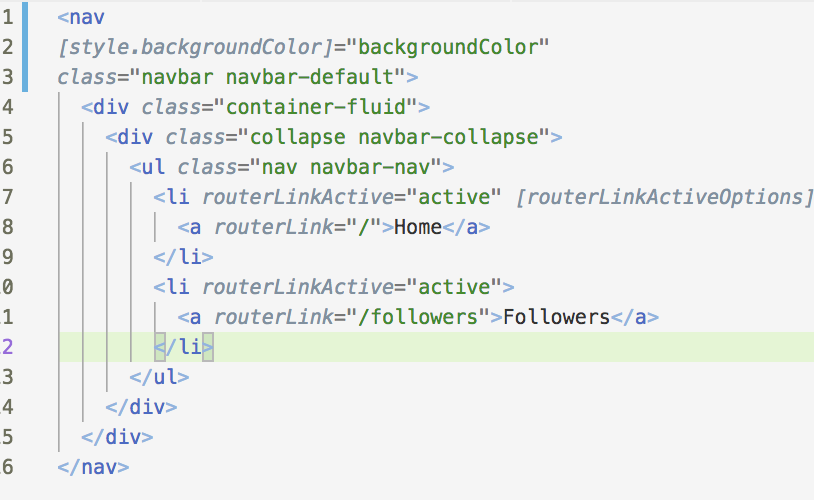 1 <nav
2 [style.backgroundColor]="backgroundColor"
3 class="navbar navbar-default">
4 <div class="container-fluid">
5 <div class="collapse navbar-collapse">
6 <ul class="nav navbar-nav">
7 <li routerLinkActive="active" [routerLinkActiveOptions]
8 <a routerLink="/">Home</a>
9 </li>
0 <li routerLinkActive="active">
1 <a routerLink="/followers">Followers</a>
2 </li>
3 </ul>
4 </div>
5 </div>
6 </nav>